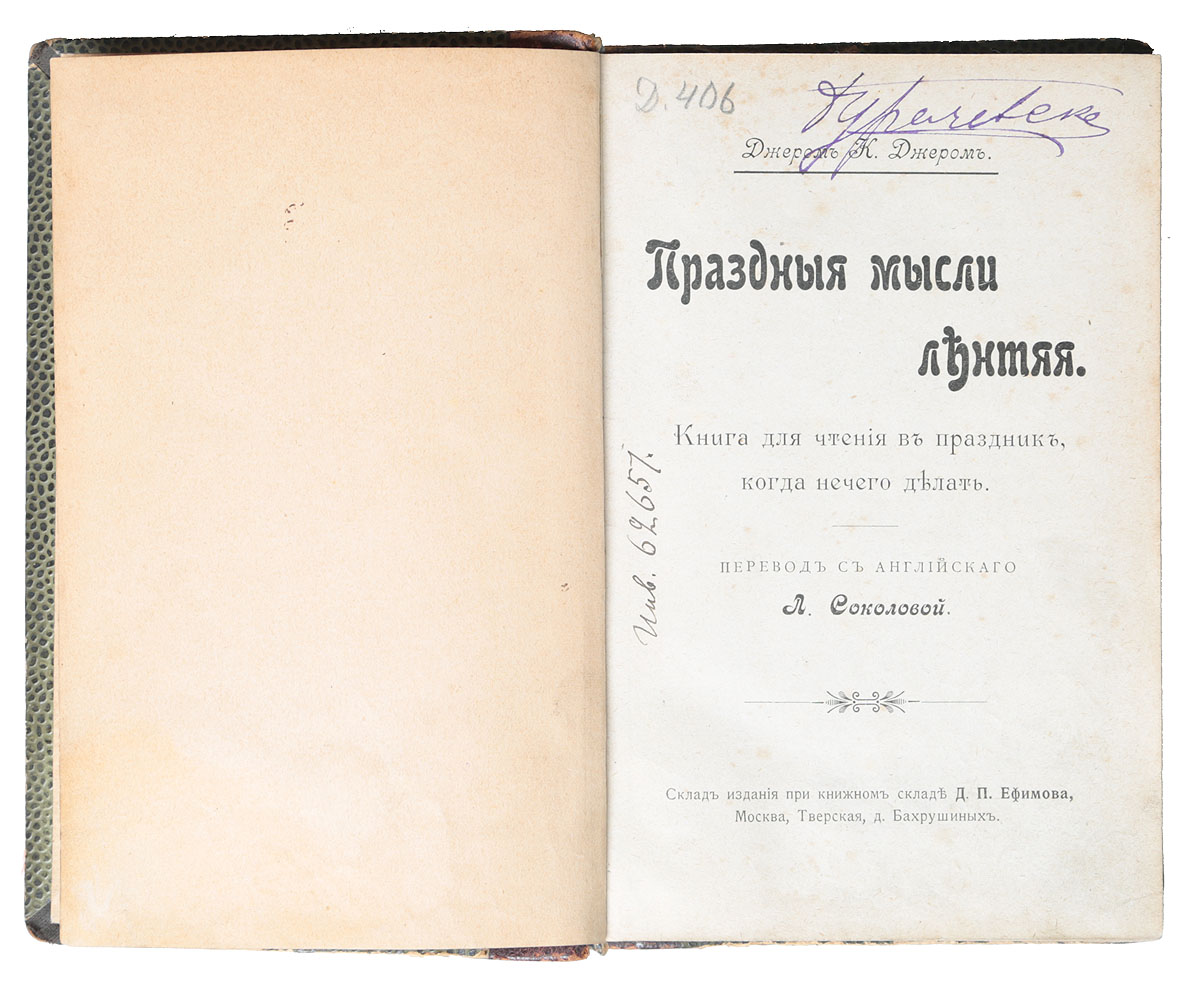 Д. 406
Джеромъ К. Джеромъ.
Праздныя мысли
лѣнтяя.
Книга для чтенія въ праздникъ,
когда нечего дѣлать.
ПЕРЕВОДЪ СЪ АНГЛІЙСКАГО
Л. Соколовой.
Инв. 62657.
Складъ изданія при книжномъ складѣ Д. П. Ефимова,
Москва, Тверская, д. Бахрушиныхъ.